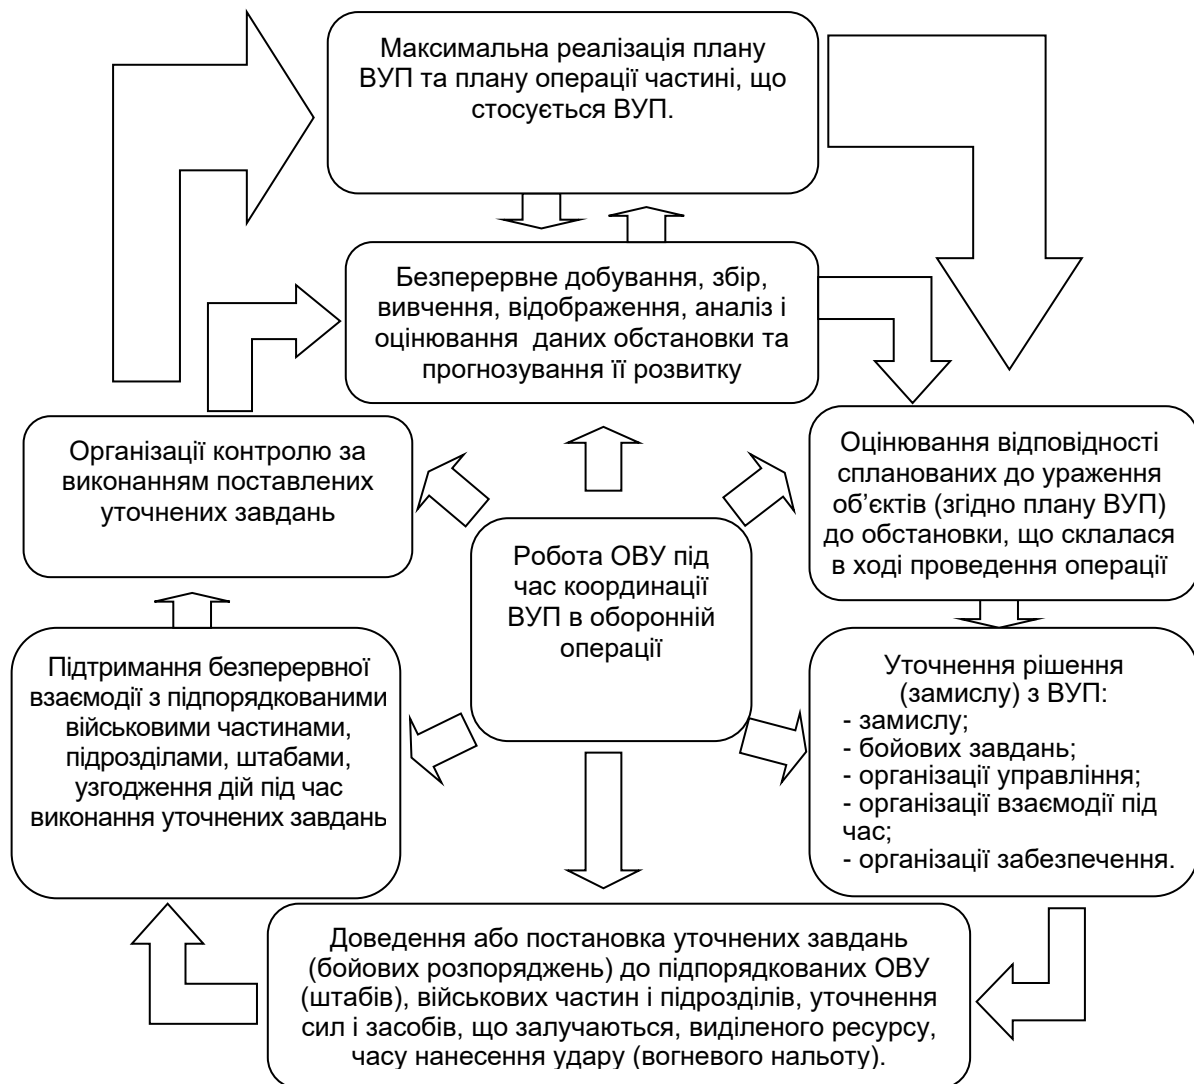 Максимальна реалізація плану
ВУП та плану операції частині, що
стосується ВУП.
Безперервне добування, збір,
вивчення, відображення, аналіз і
оцінювання даних обстановки та
прогнозування її розвитку
Організації контролю за
виконанням поставлених
уточнених завдань
Оцінювання відповідності
спланованих до ураження
об’єктів (згідно плану ВУП)
до обстановки, що склалася
в ході проведення операції
Робота ОВУ під
час координації
ВУП в оборонній
операції
Підтримання безперервної
взаємодії з підпорядкованими
військовими частинами,
підрозділами, штабами,
узгодження дій під час
виконання уточнених завдань
Уточнення рішення
(замислу) з ВУП:
- замислу;
- бойових завдань;
- організації управління;
- організації взаємодії під
час;
- організації забезпечення.
Доведення або постановка уточнених завдань
(бойових розпоряджень) до підпорядкованих ОВУ
(штабів), військових частин і підрозділів, уточнення
сил і засобів, що залучаються, виділеного ресурсу,
часу нанесення удару (вогневого нальоту).